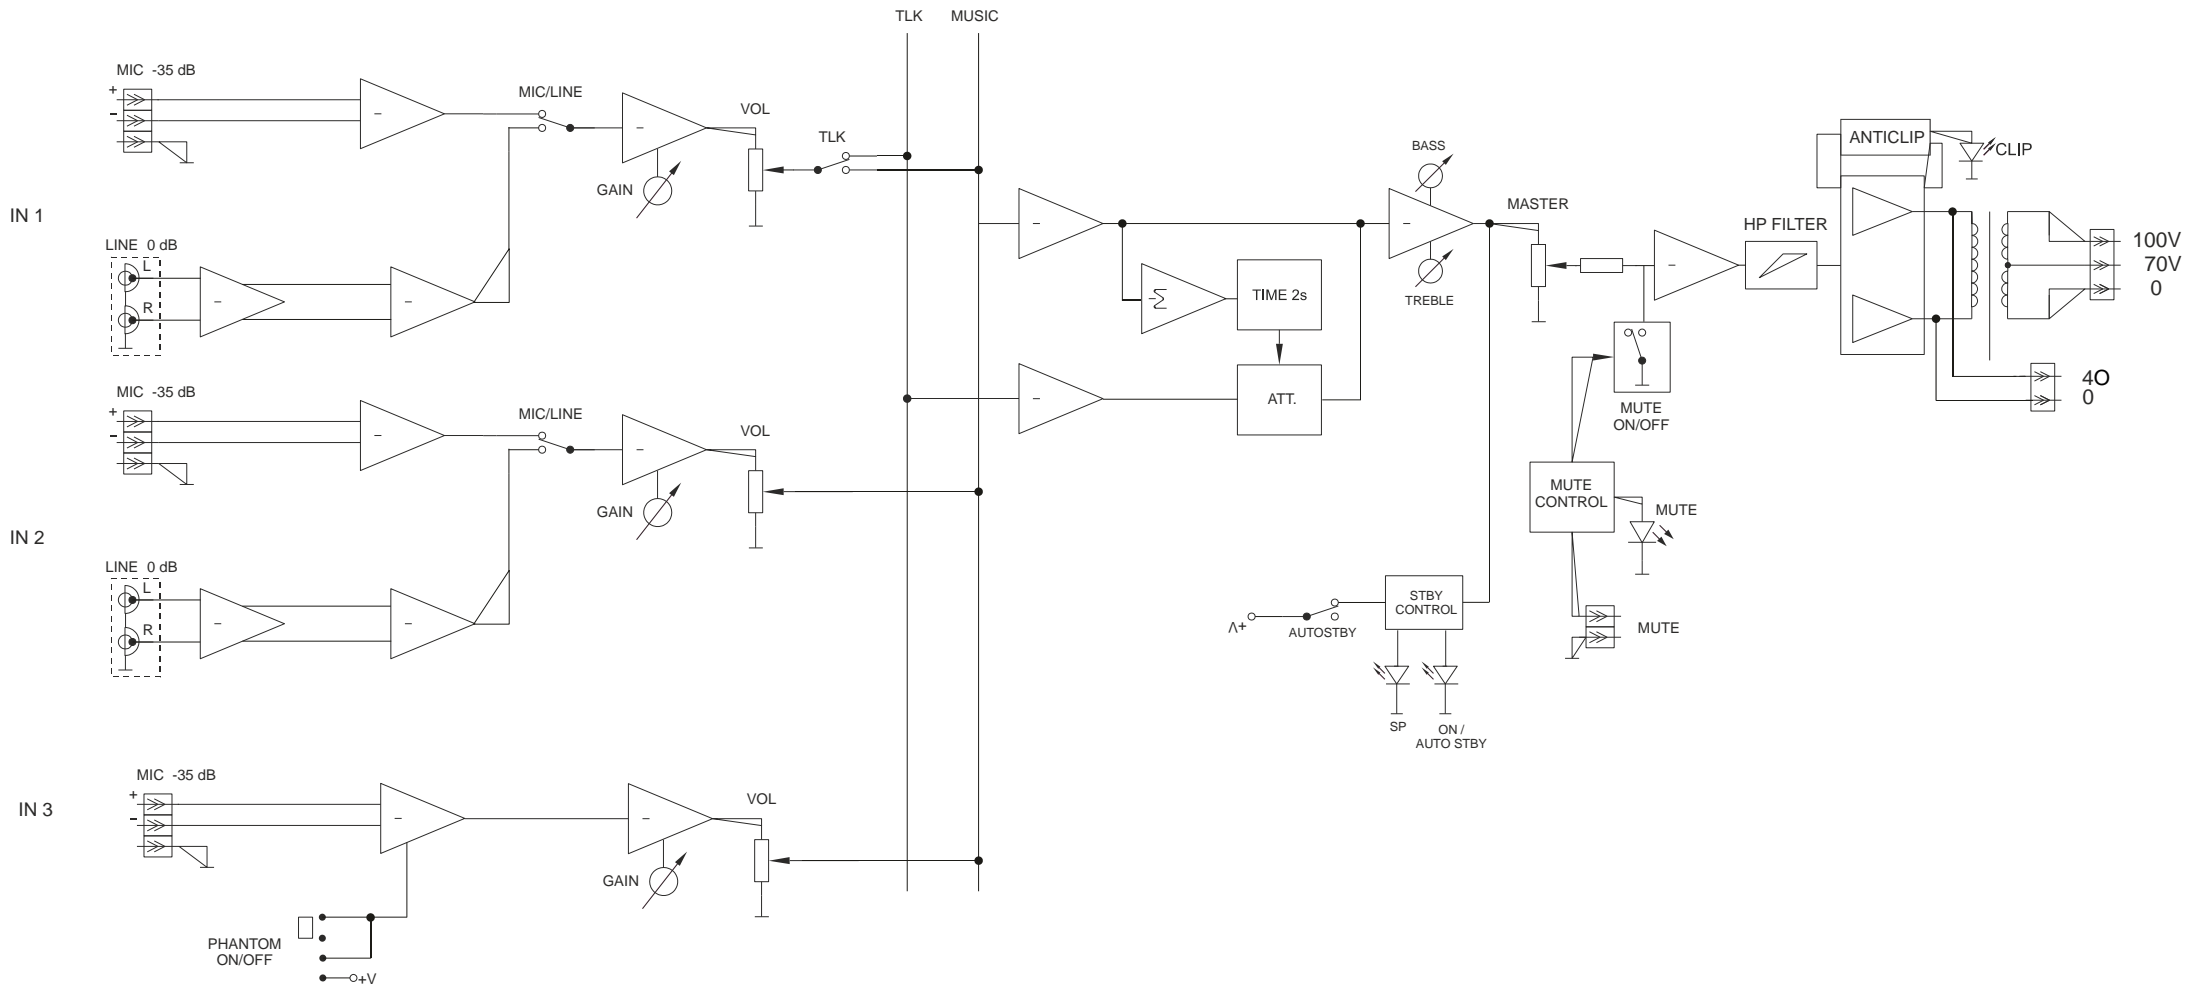 TLK
MUSIC
MIC -35 dB
+
-
MIC/LINE
VOL
TLK
GAIN
IN 1
LINE 0 dB
L
R
BASS
TREBLE
MASTER
HP FILTER
ANTICLIP
CLIP
100V
70V
0
4O
0
Σ
TIME 2s
ATT.
MUTE
ON/OFF
MUTE
CONTROL
MUTE
MUTE
MIC -35 dB
+
-
MIC/LINE
VOL
GAIN
IN 2
LINE 0 dB
L
R
Λ+
AUTOSTBY
STBY
CONTROL
SP
ON /
AUTO STBY
MIC -35 dB
+
-
IN 3
VOL
GAIN
PHANTOM
ON/OFF
+V